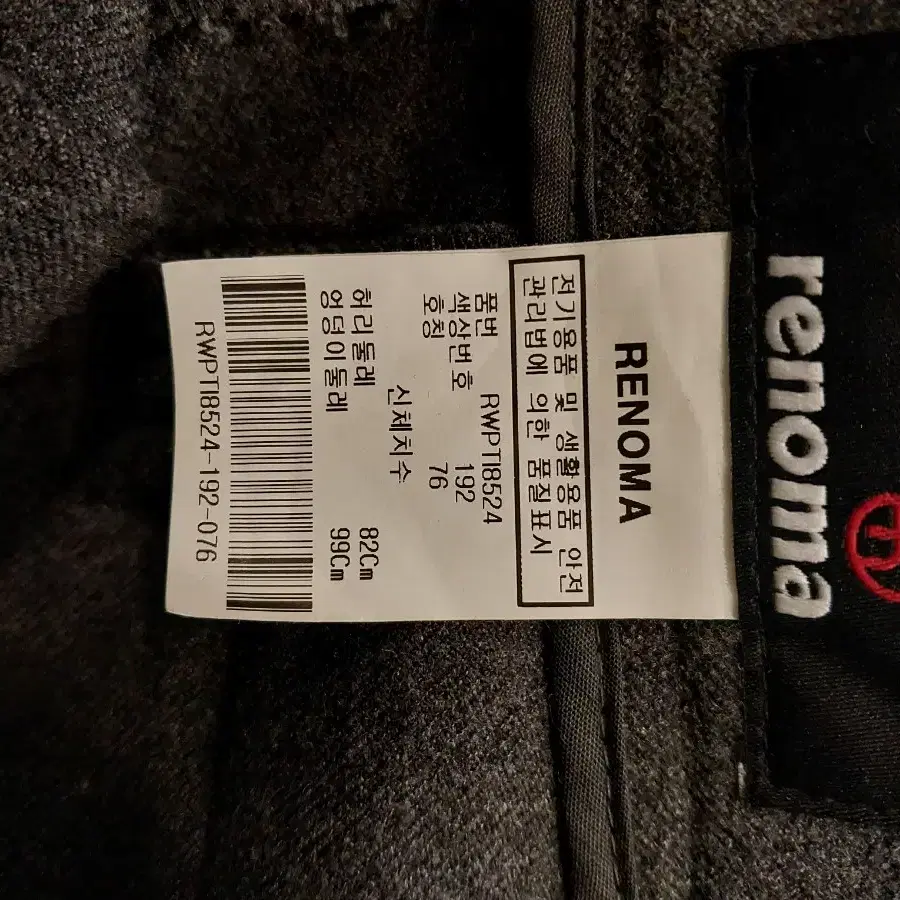 renoma
RENOMA
전기용품 및 생활용품 안전
관리법에 의한 품질표시
품번 RWPTI8524
색상번호 192
호칭 76
신체치수
허리둘레 82Cm
엉덩이둘레 99Cm
RWPTI8524-192-076